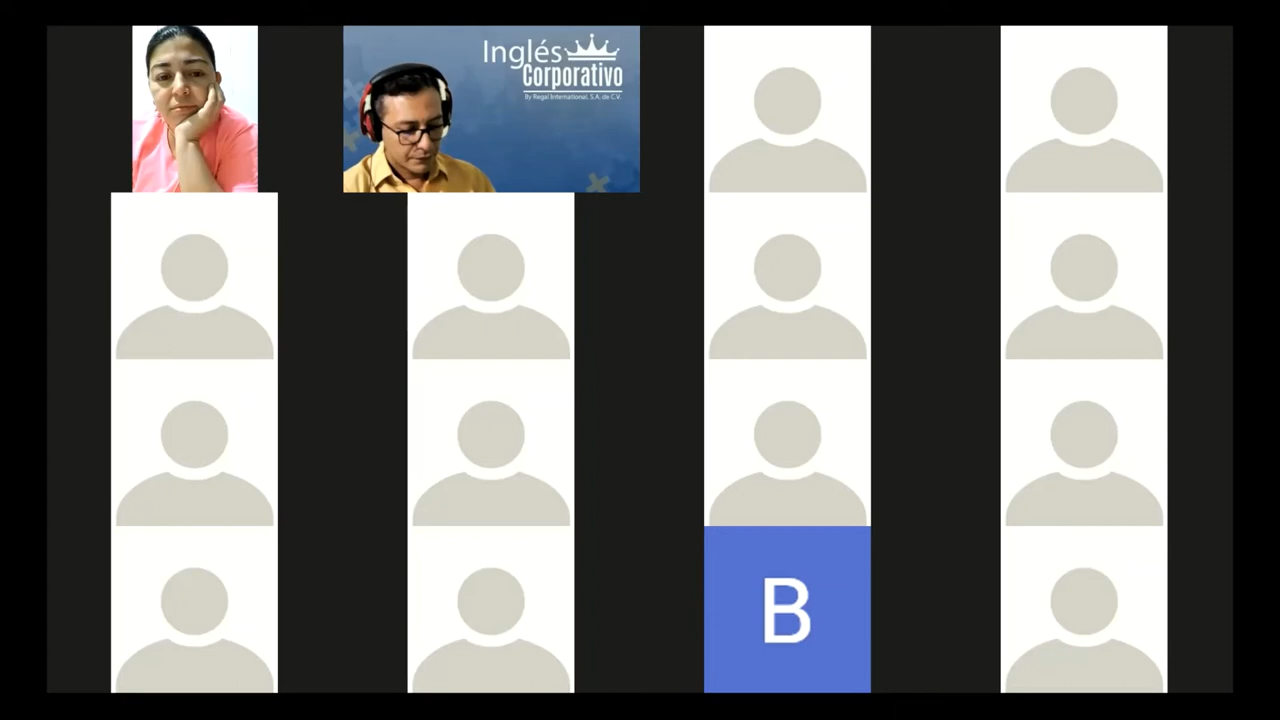 Inglés
Corporativo
By Regal International, S.A. de C.V.
B